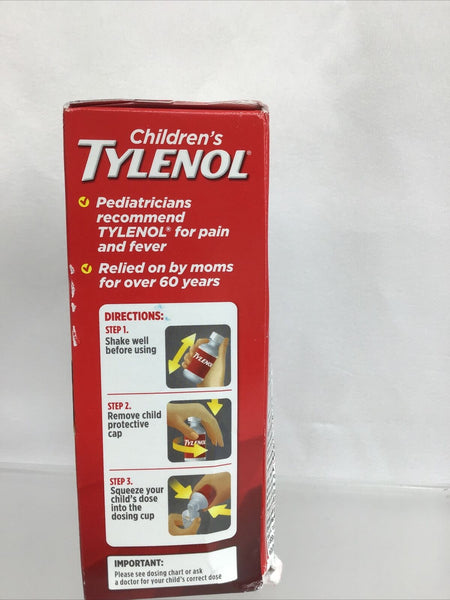 Children's
TYLENOL®
Pediatricians
recommend
TYLENOL® for pain
and fever
Relied on by moms
for over 60 years
DIRECTIONS:
STEP 1.
Shake well
before using
TYLENOL
STEP 2.
Remove child
protective
cap
TYLENOL
STEP 3.
Squeeze your
child's dose
into the
dosing cup
IMPORTANT:
Please see dosing chart or ask
a doctor for your child's correct dose